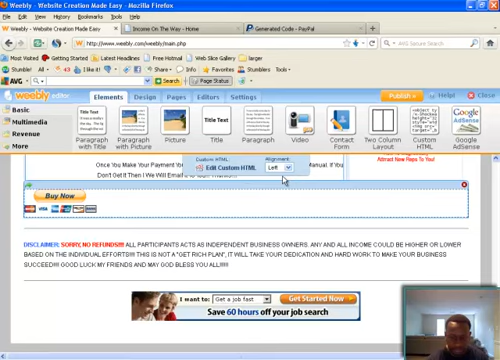 Weebly - Website Creation Made Easy - Mozilla Firefox
File Edit View History Bookmarks Tools Help
Weebly - Website Creation Made Easy Income On The Way - Home Generated Code - PayPal
http://www.weebly.com/weebly/main.php
AVG Secure Search
Most Visited Getting Started Latest Headlines Free Hotmail Web Slice Gallery
Stumble! All I like it! Favorites Stumblers Tools
AVG Search Page Status
weebly editor Elements Design Pages Editors Settings Publish Help Close
Basic
Multimedia
Revenue
More
Paragraph with Title
Paragraph with Picture
Picture
Title
Paragraph
Video
Contact Form
Two Column Layout
Custom HTML
Google AdSense
Custom HTML Alignment:
Edit Custom HTML Left
Once You Make Your Payment You Manual. If You
Don't Get It Then I We Will Email
Attract New Reps To You!
Buy Now
DISCLAIMER: SORRY, NO REFUNDS!!!! ALL PARTICIPANTS ACTS AS INDEPENDENT BUSINESS OWNERS. ANY AND ALL INCOME COULD BE HIGHER OR LOWER
BASED ON THE INDIVIDUAL EFFORTS!!!! THIS IS NOT A "GET RICH PLAN", IT WILL TAKE YOUR DEDICATION AND HARD WORK TO MAKE YOUR BUSINESS
SUCCEED!!!! GOOD LUCK MY FRIENDS AND MAY GOD BLESS YOU ALL!!!!!!
I want to: Get a job fast Get Started Now
Save 60 hours off your job search